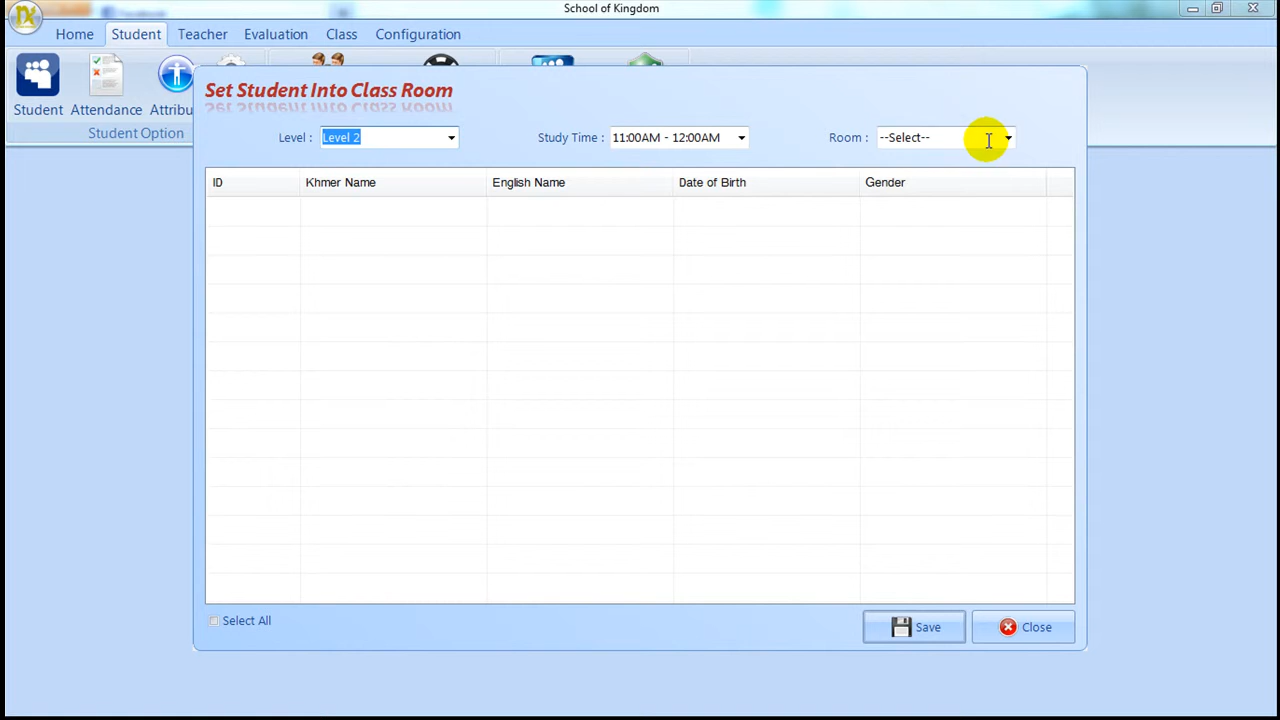 School of Kingdom
Home Student Teacher Evaluation Class Configuration
Student Attendance Attribu
Student Option
Set Student Into Class Room
Level : Level 2 Study Time : 11:00AM - 12:00AM Room : --Select--
ID Khmer Name English Name Date of Birth Gender
Select All Save Close